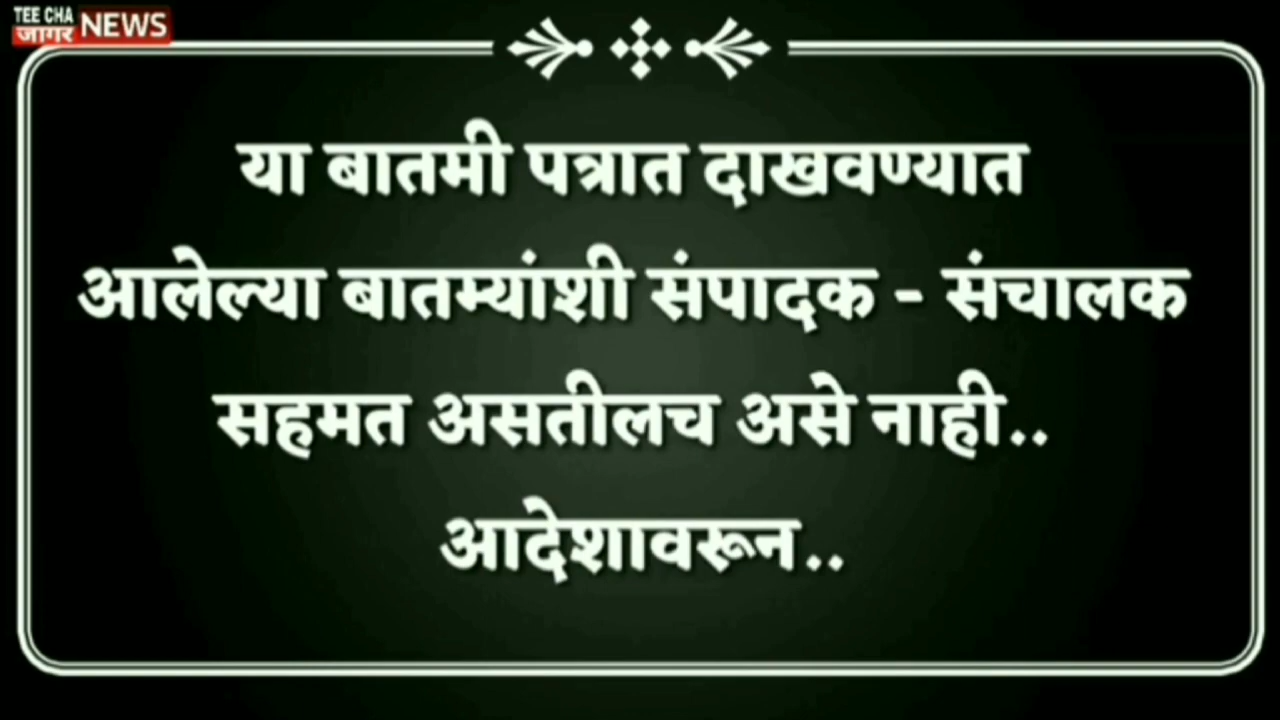 TEE CHA
जागर NEWS
या बातमी पत्रात दाखवण्यात
आलेल्या बातम्यांशी संपादक - संचालक
सहमत असतीलच असे नाही..
आदेशावरून..